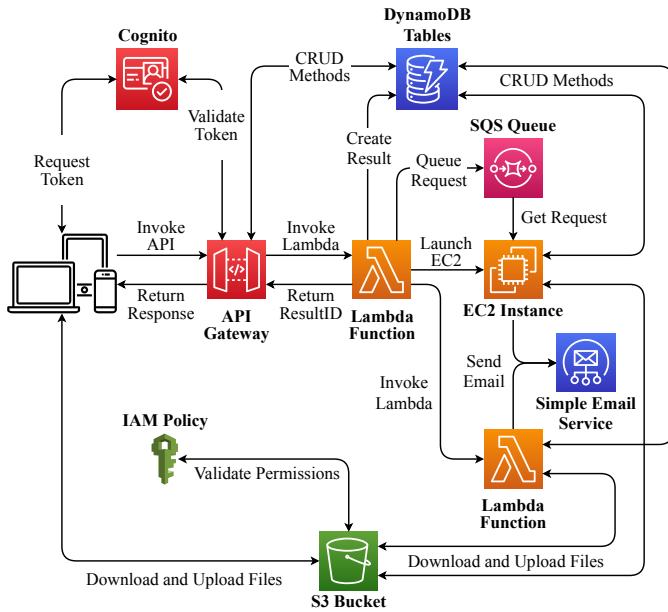 DynamoDB
Tables
Cognito
CRUD
Methods
CRUD Methods
Validate
Token
SQS Queue
Create
Result
Queue
Request
Request
Token
Get Request
Invoke
API
Invoke
Lambda
Launch
EC2
Return
Response
Return
ResultID
API
Gateway
Lambda
Function
EC2 Instance
Send
Email
Invoke
Lambda
Simple Email
Service
IAM Policy
Validate Permissions
Lambda
Function
Download and Upload Files
Download and Upload Files
S3 Bucket